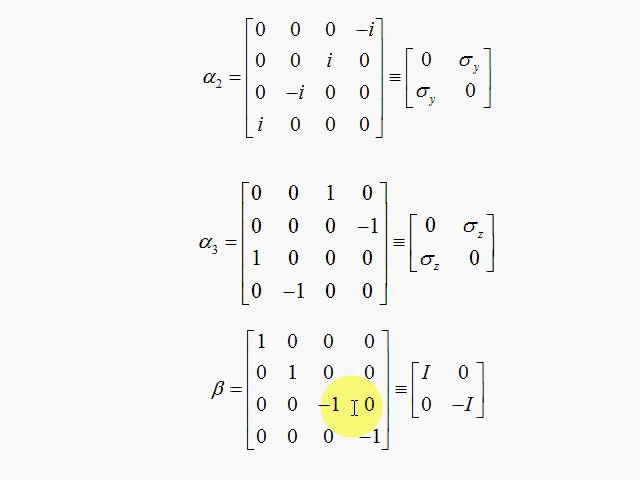 α₂ = [0 0 0 −i; 0 0 i 0; 0 −i 0 0; i 0 0 0] ≡ [0 σ_y; σ_y 0]
α₃ = [0 0 1 0; 0 0 0 −1; 1 0 0 0; 0 −1 0 0] ≡ [0 σ_z; σ_z 0]
β = [1 0 0 0; 0 1 0 0; 0 0 −1 0; 0 0 0 −1] ≡ [I 0; 0 −I]